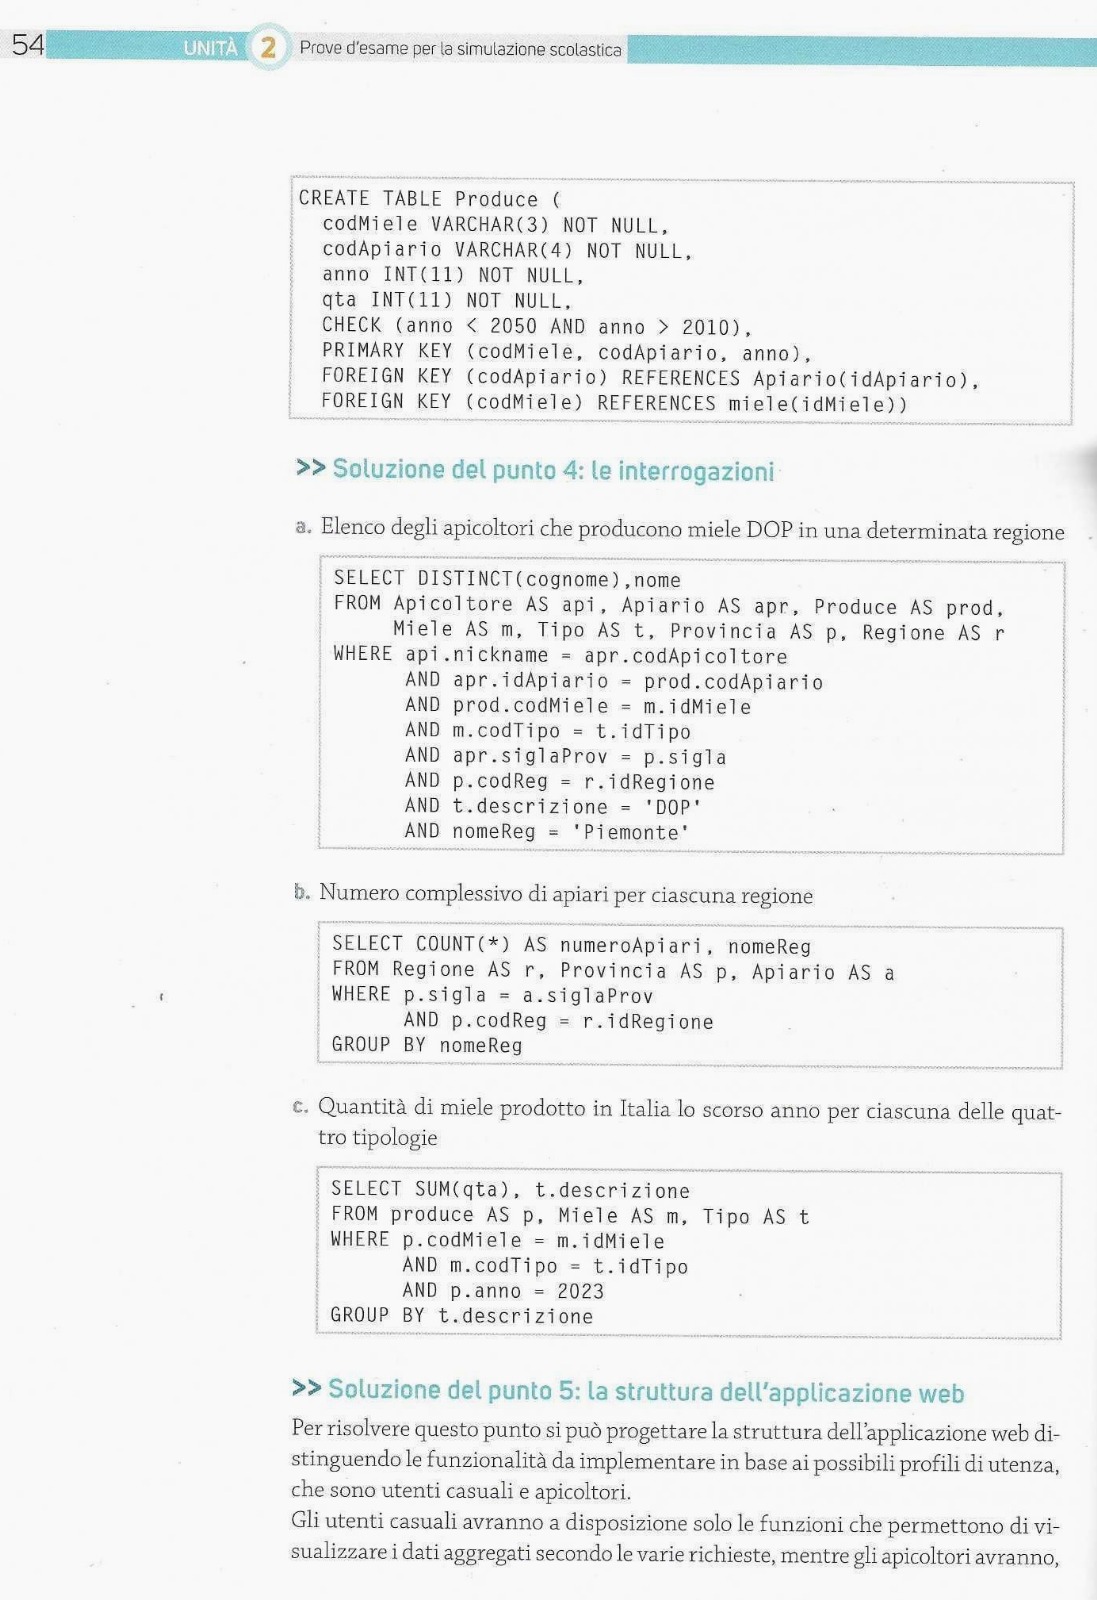 54
UNITÀ 2 Prove d'esame per la simulazione scolastica
CREATE TABLE Produce (
codMiele VARCHAR(3) NOT NULL,
codApiario VARCHAR(4) NOT NULL,
anno INT(11) NOT NULL,
qta INT(11) NOT NULL,
CHECK (anno < 2050 AND anno > 2010),
PRIMARY KEY (codMiele, codApiario, anno),
FOREIGN KEY (codApiario) REFERENCES Apiario(idApiario),
FOREIGN KEY (codMiele) REFERENCES miele(idMiele))
>> Soluzione del punto 4: le interrogazioni
a. Elenco degli apicoltori che producono miele DOP in una determinata regione
SELECT DISTINCT(cognome),nome
FROM Apicoltore AS api, Apiario AS apr, Produce AS prod,
Miele AS m, Tipo AS t, Provincia AS p, Regione AS r
WHERE api.nickname = apr.codApicoltore
AND apr.idApiario = prod.codApiario
AND prod.codMiele = m.idMiele
AND m.codTipo = t.idTipo
AND apr.siglaProv = p.sigla
AND p.codReg = r.idRegione
AND t.descrizione = 'DOP'
AND nomeReg = 'Piemonte'
b. Numero complessivo di apiari per ciascuna regione
SELECT COUNT(*) AS numeroApiari, nomeReg
FROM Regione AS r, Provincia AS p, Apiario AS a
WHERE p.sigla = a.siglaProv
AND p.codReg = r.idRegione
GROUP BY nomeReg
c. Quantità di miele prodotto in Italia lo scorso anno per ciascuna delle quat-
tro tipologie
SELECT SUM(qta), t.descrizione
FROM produce AS p, Miele AS m, Tipo AS t
WHERE p.codMiele = m.idMiele
AND m.codTipo = t.idTipo
AND p.anno = 2023
GROUP BY t.descrizione
>> Soluzione del punto 5: la struttura dell'applicazione web
Per risolvere questo punto si può progettare la struttura dell'applicazione web di-
stinguendo le funzionalità da implementare in base ai possibili profili di utenza,
che sono utenti casuali e apicoltori.
Gli utenti casuali avranno a disposizione solo le funzioni che permettono di vi-
sualizzare i dati aggregati secondo le varie richieste, mentre gli apicoltori avranno,